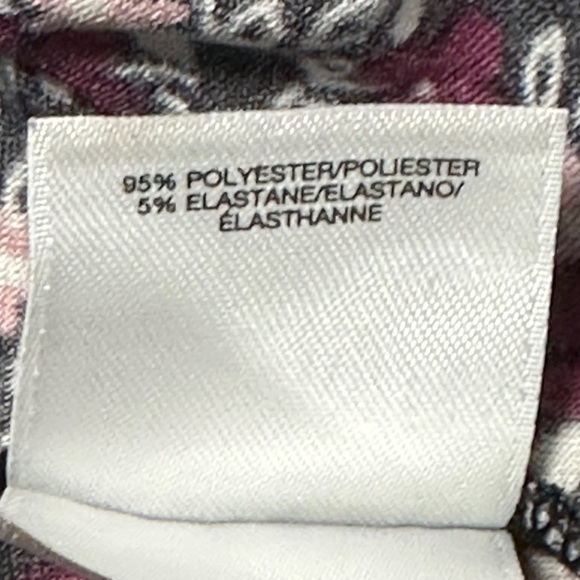 95% POLYESTER/POLIESTER
5% ELASTANE/ELASTANO/
ÉLASTHANNE